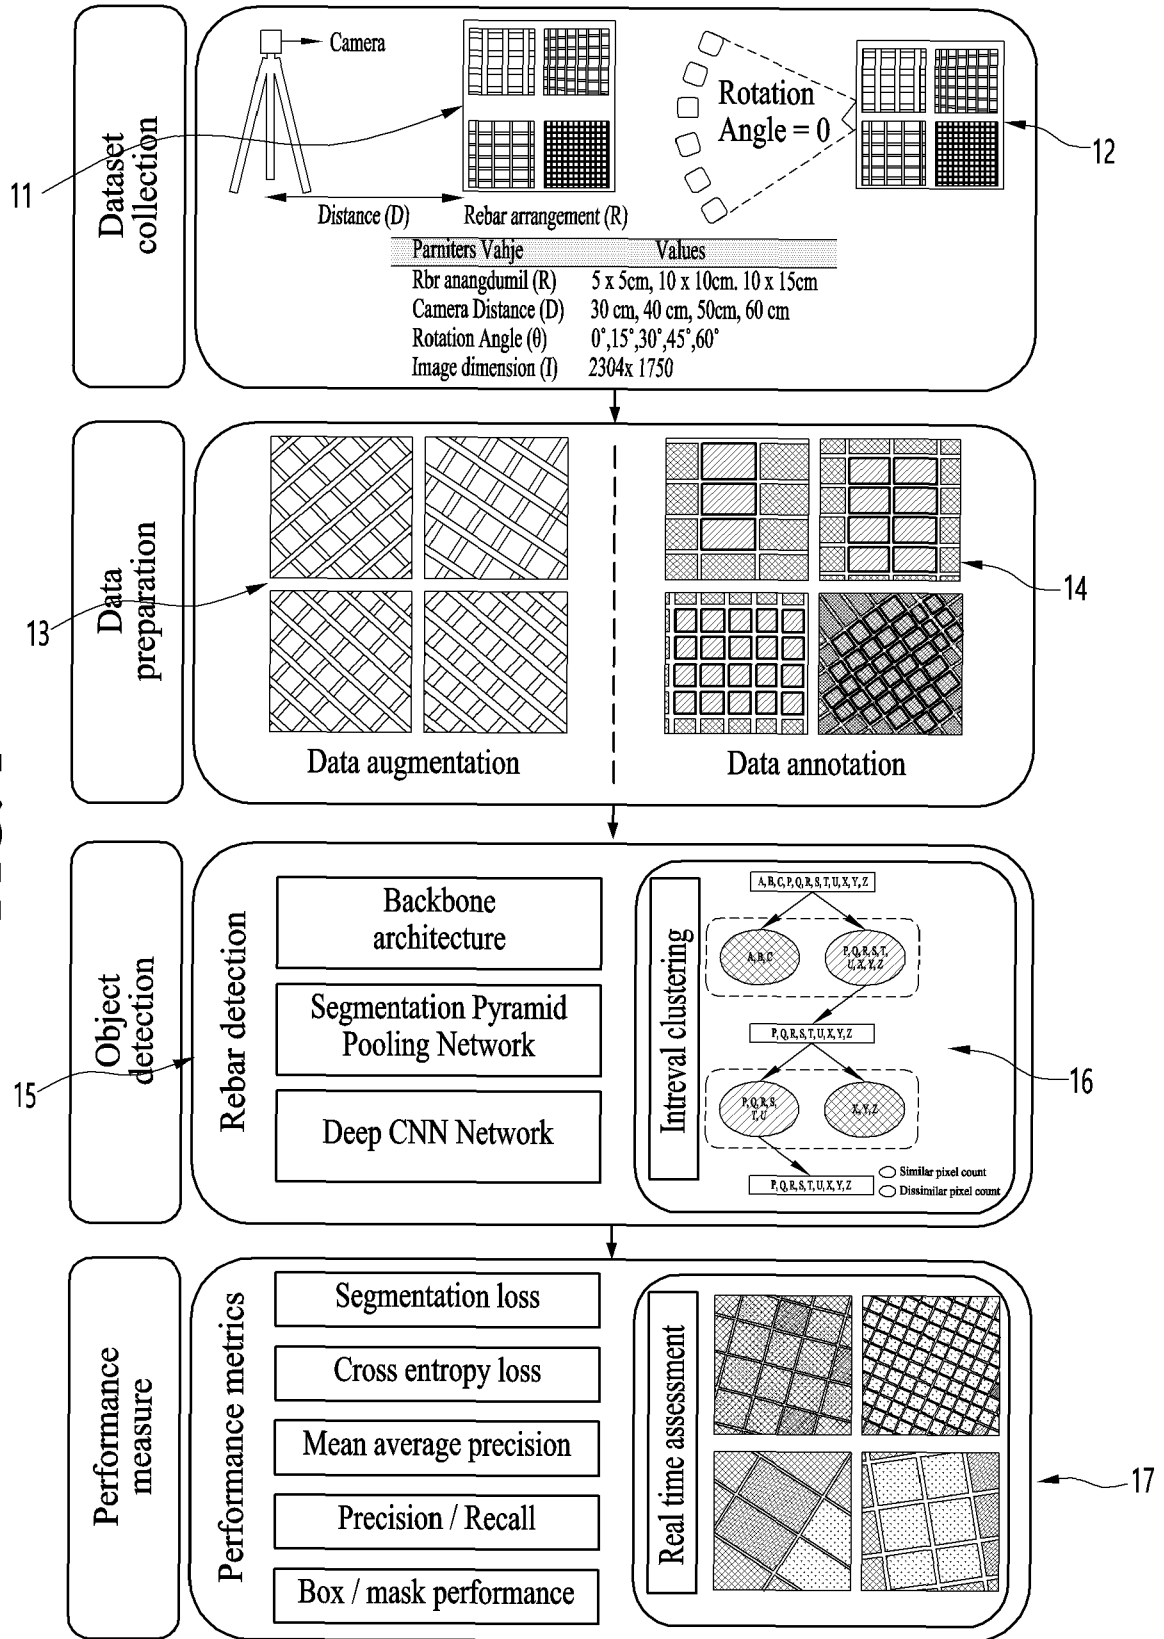 Dataset
collection
Camera
Rotation
Angle = 0
11
12
Distance (D)
Rebar arrangement (R)
Parniters Vahje Values
Rbr anangdumil (R) 5 x 5cm, 10 x 10cm. 10 x 15cm
Camera Distance (D) 30 cm, 40 cm, 50cm, 60 cm
Rotation Angle (θ) 0°,15°,30°,45°,60°
Image dimension (I) 2304x 1750
Data
preparation
13
14
Data augmentation
Data annotation
Object
detection
15
Rebar detection
Backbone
architecture
Segmentation Pyramid
Pooling Network
Deep CNN Network
Intreval clustering
A, B, C, P, Q, R, S, T, U, X, Y, Z
A, B, C
P, Q, R, S, T,
U, X, Y, Z
P, Q, R, S, T, U, X, Y, Z
P, Q, R, S,
T, U
X, Y, Z
P, Q, R, S, T, U, X, Y, Z
Similar pixel count
Dissimilar pixel count
16
Performance
measure
Performance metrics
Segmentation loss
Cross entropy loss
Mean average precision
Precision / Recall
Box / mask performance
Real time assessment
17